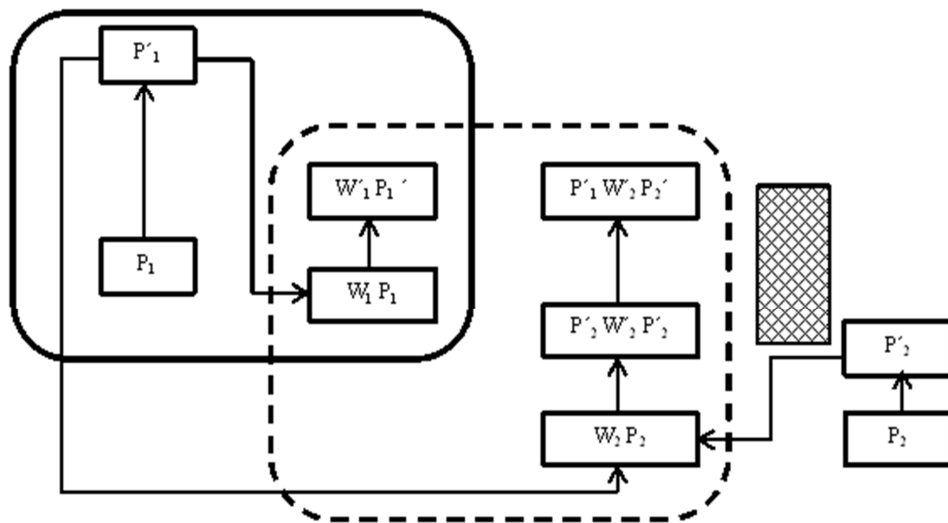 P´₁
W´₁ P₁ ´
P´₁ W´₂ P₂´
P₁
W₁ P₁
P´₂ W´₂ P´₂
P´₂
W₂ P₂
P₂